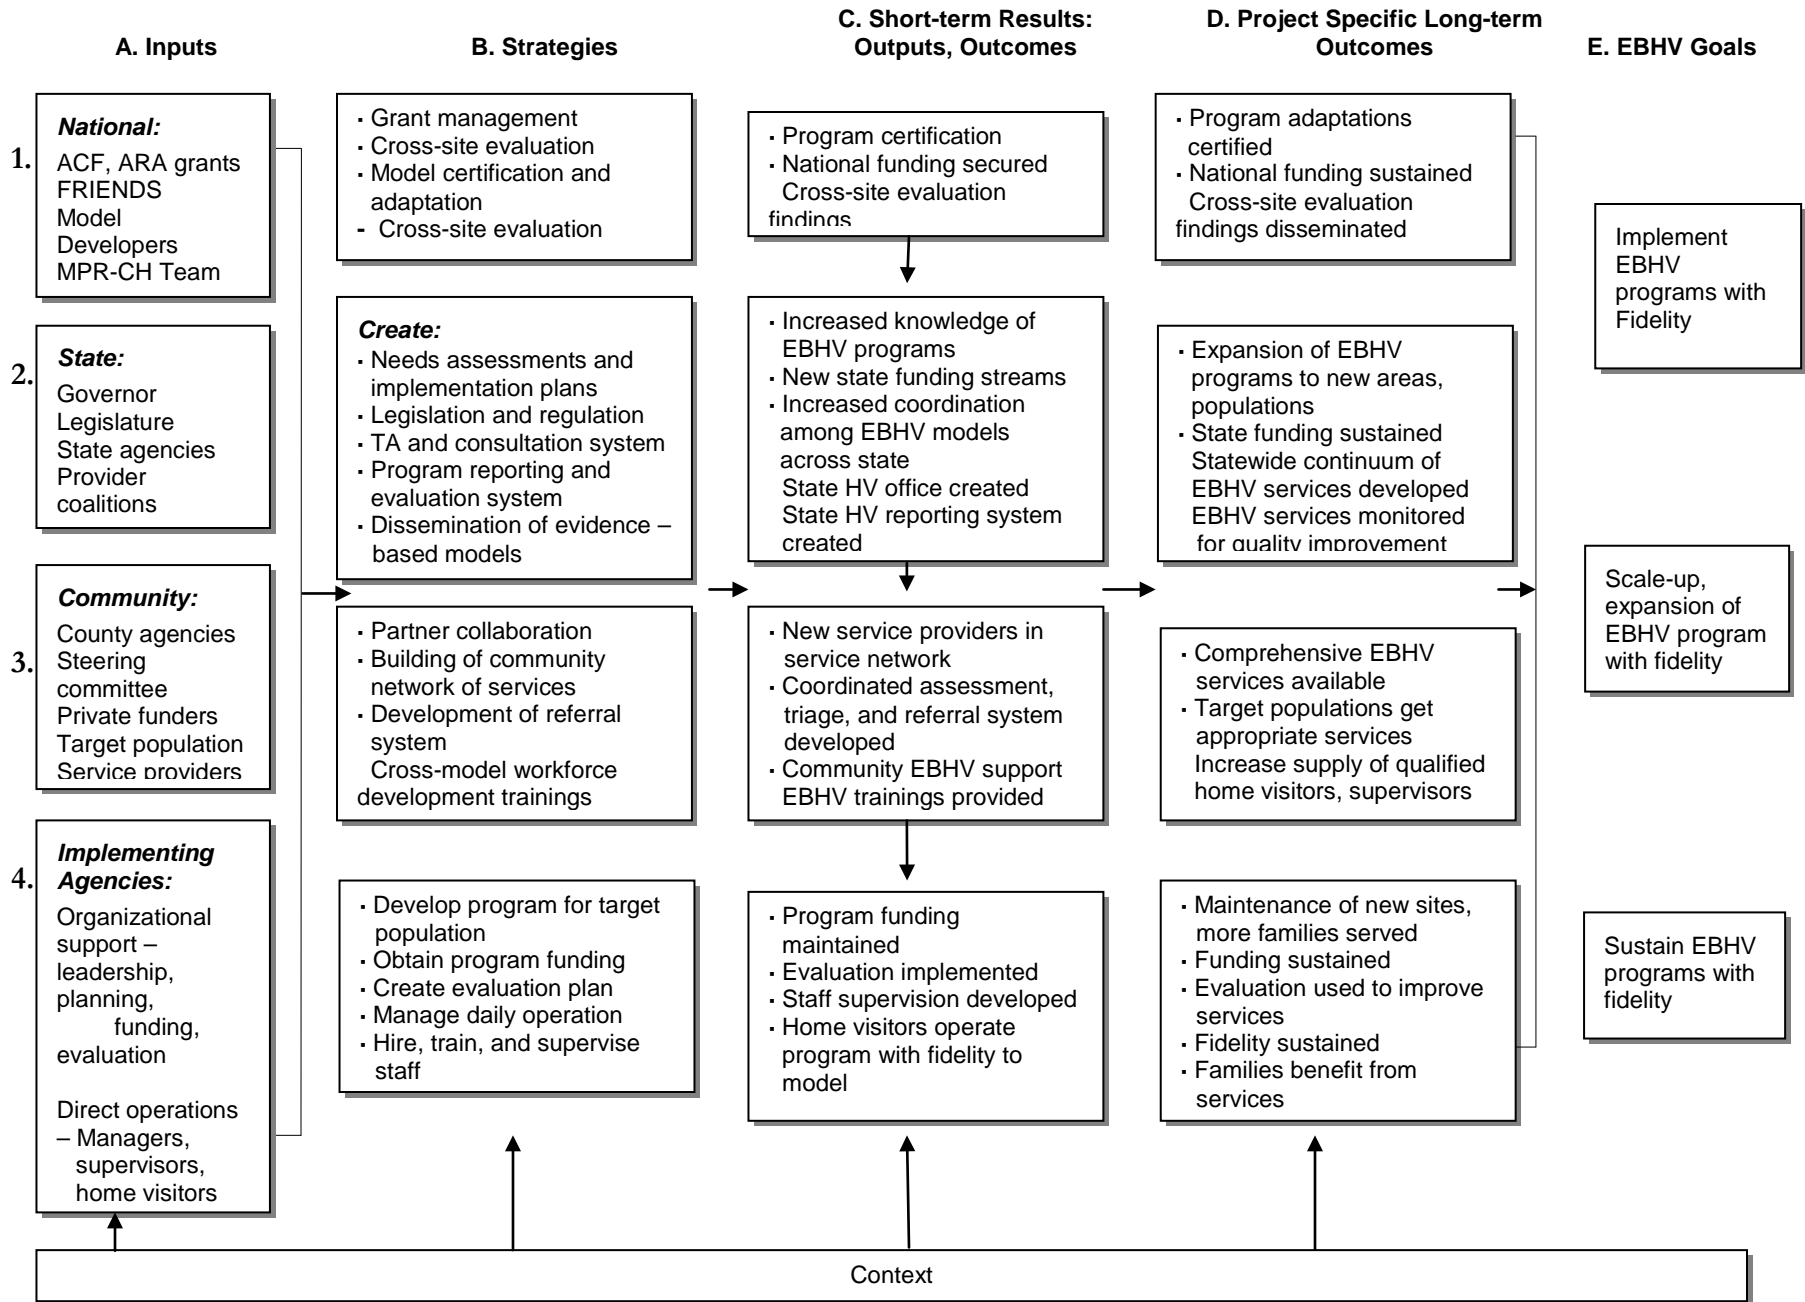 A. Inputs
B. Strategies
C. Short-term Results:
Outputs, Outcomes
D. Project Specific Long-term
Outcomes
E. EBHV Goals
1.
National:
ACF, ARA grants
FRIENDS
Model
Developers
MPR-CH Team
2.
State:
Governor
Legislature
State agencies
Provider
coalitions
3.
Community:
County agencies
Steering
committee
Private funders
Target population
Service providers
4.
Implementing
Agencies:
Organizational
support –
leadership,
planning,
funding,
evaluation
Direct operations
– Managers,
supervisors,
home visitors
· Grant management
· Cross-site evaluation
· Model certification and
adaptation
- Cross-site evaluation
Create:
· Needs assessments and
implementation plans
· Legislation and regulation
· TA and consultation system
· Program reporting and
evaluation system
· Dissemination of evidence –
based models
· Partner collaboration
· Building of community
network of services
· Development of referral
system
Cross-model workforce
development trainings
· Develop program for target
population
· Obtain program funding
· Create evaluation plan
· Manage daily operation
· Hire, train, and supervise
staff
· Program certification
· National funding secured
Cross-site evaluation
findings
· Increased knowledge of
EBHV programs
· New state funding streams
· Increased coordination
among EBHV models
across state
State HV office created
State HV reporting system
created
· New service providers in
service network
· Coordinated assessment,
triage, and referral system
developed
· Community EBHV support
EBHV trainings provided
· Program funding
maintained
· Evaluation implemented
· Staff supervision developed
· Home visitors operate
program with fidelity to
model
· Program adaptations
certified
· National funding sustained
Cross-site evaluation
findings disseminated
· Expansion of EBHV
programs to new areas,
populations
· State funding sustained
Statewide continuum of
EBHV services developed
EBHV services monitored
for quality improvement
· Comprehensive EBHV
services available
· Target populations get
appropriate services
Increase supply of qualified
home visitors, supervisors
· Maintenance of new sites,
more families served
· Funding sustained
· Evaluation used to improve
services
· Fidelity sustained
· Families benefit from
services
Implement
EBHV
programs with
Fidelity
Scale-up,
expansion of
EBHV program
with fidelity
Sustain EBHV
programs with
fidelity
Context